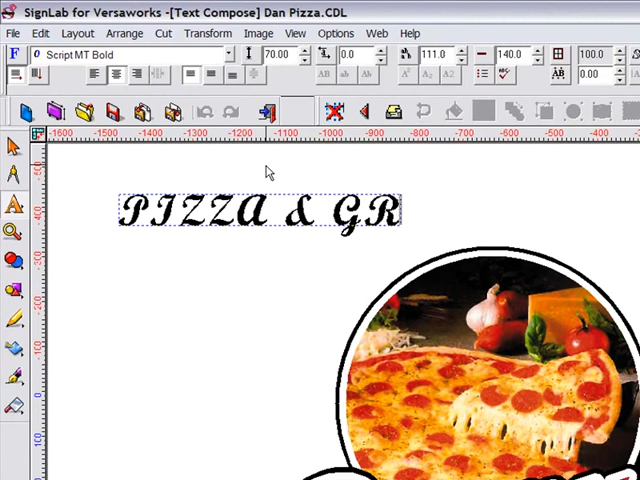 SignLab for Versaworks -[Text Compose] Dan Pizza.CDL
File Edit Layout Arrange Cut Transform Image View Options Web Help
F Script MT Bold 70.00 0.0 111.0 140.0 100.0
0.00
-1600 -1500 -1400 -1300 -1200 -1100 -1000 -900 -800 -700 -600 -500 -400
PIZZA & GR